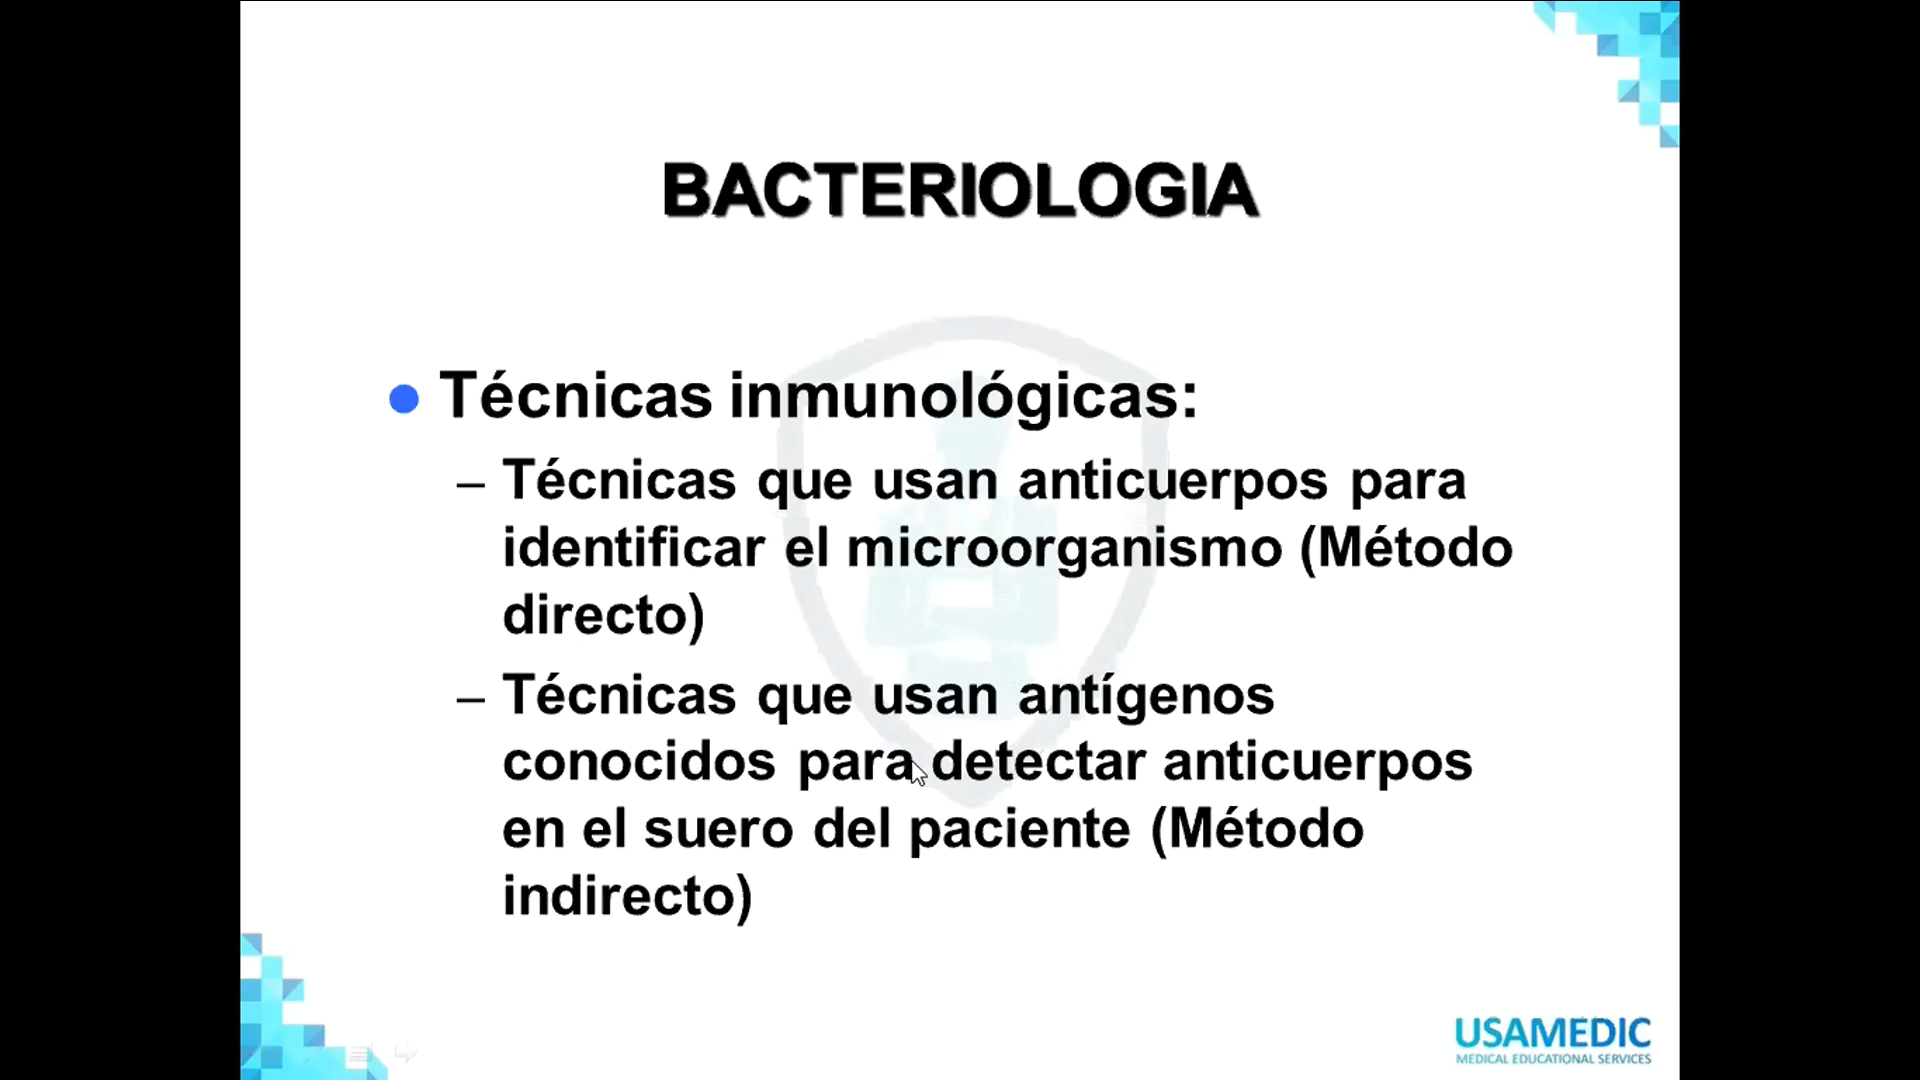 BACTERIOLOGIA
Técnicas inmunológicas:
– Técnicas que usan anticuerpos para
identificar el microorganismo (Método
directo)
– Técnicas que usan antígenos
conocidos para detectar anticuerpos
en el suero del paciente (Método
indirecto)
USAMEDIC
MEDICAL EDUCATIONAL SERVICES